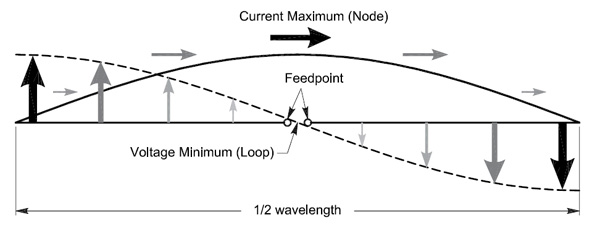 Current Maximum (Node)
Feedpoint
Voltage Minimum (Loop)
1/2 wavelength